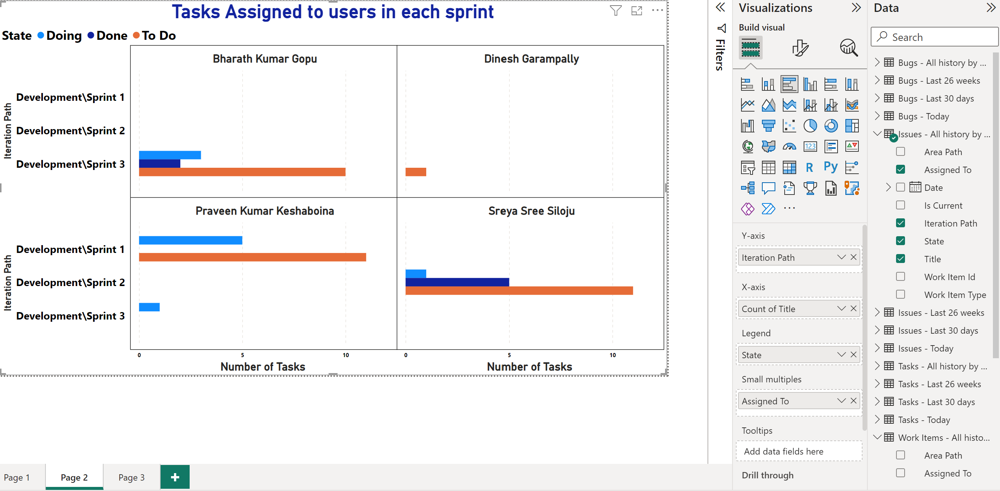 Tasks Assigned to users in each sprint
State Doing Done To Do
Bharath Kumar Gopu
Dinesh Garampally
Iteration Path
Development\Sprint 1
Development\Sprint 2
Development\Sprint 3
Praveen Kumar Keshaboina
Sreya Sree Siloju
Iteration Path
Development\Sprint 1
Development\Sprint 2
Development\Sprint 3
0 5 10
0 5 10
Number of Tasks
Number of Tasks
Page 1
Page 2
Page 3
Filters
Visualizations
Build visual
123
R
Py
Y-axis
Iteration Path
X-axis
Count of Title
Legend
State
Small multiples
Assigned To
Tooltips
Add data fields here
Drill through
Data
Search
Bugs - All history by ...
Bugs - Last 26 weeks
Bugs - Last 30 days
Bugs - Today
Issues - All history by ...
Area Path
Assigned To
Date
Is Current
Iteration Path
State
Title
Work Item Id
Work Item Type
Issues - Last 26 weeks
Issues - Last 30 days
Issues - Today
Tasks - All history by ...
Tasks - Last 26 weeks
Tasks - Last 30 days
Tasks - Today
Work Items - All histo...
Area Path
Assigned To